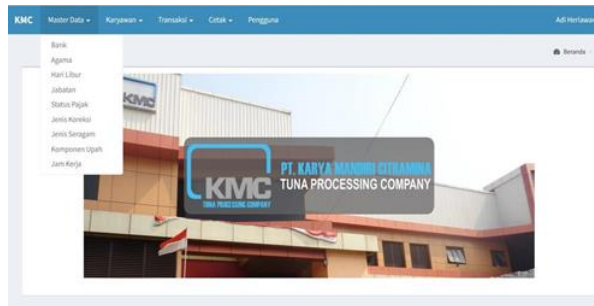 KMC Master Data Karyawan Transaksi Cetak Pengguna Adi Herlawan
Beranda
Bank
Agama
Hari Libur
Jabatan
Status Pajak
Jenis Koreksi
Jenis Seragam
Komponen Upah
Jam Kerja
KMC
KMC
TUNA PROCESSING COMPANY
PT. KARYA MANDIRI CITRAMINA
TUNA PROCESSING COMPANY